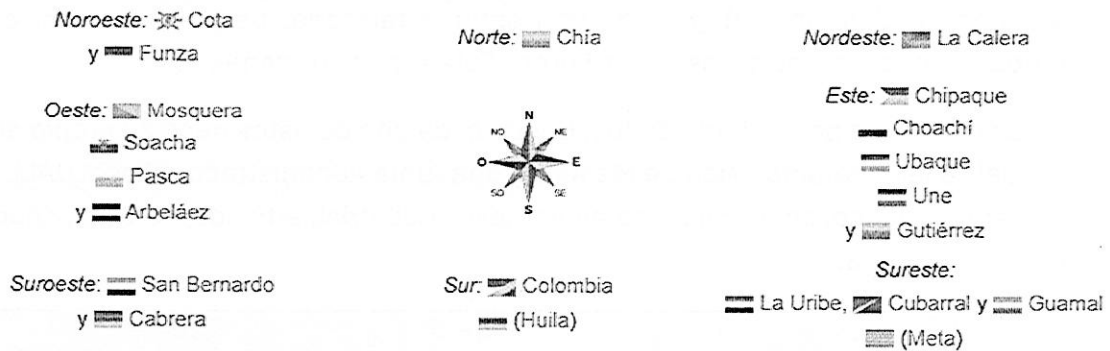 Noroeste: Cota
y Funza
Norte: Chía
Nordeste: La Calera
Oeste: Mosquera
Soacha
Pasca
y Arbeláez
N
NO
NE
O
E
SO
SE
S
Este: Chipaque
Choachí
Ubaque
Une
y Gutiérrez
Suroeste: San Bernardo
y Cabrera
Sur: Colombia
(Huila)
Sureste:
La Uribe, Cubarral y Guamal
(Meta)